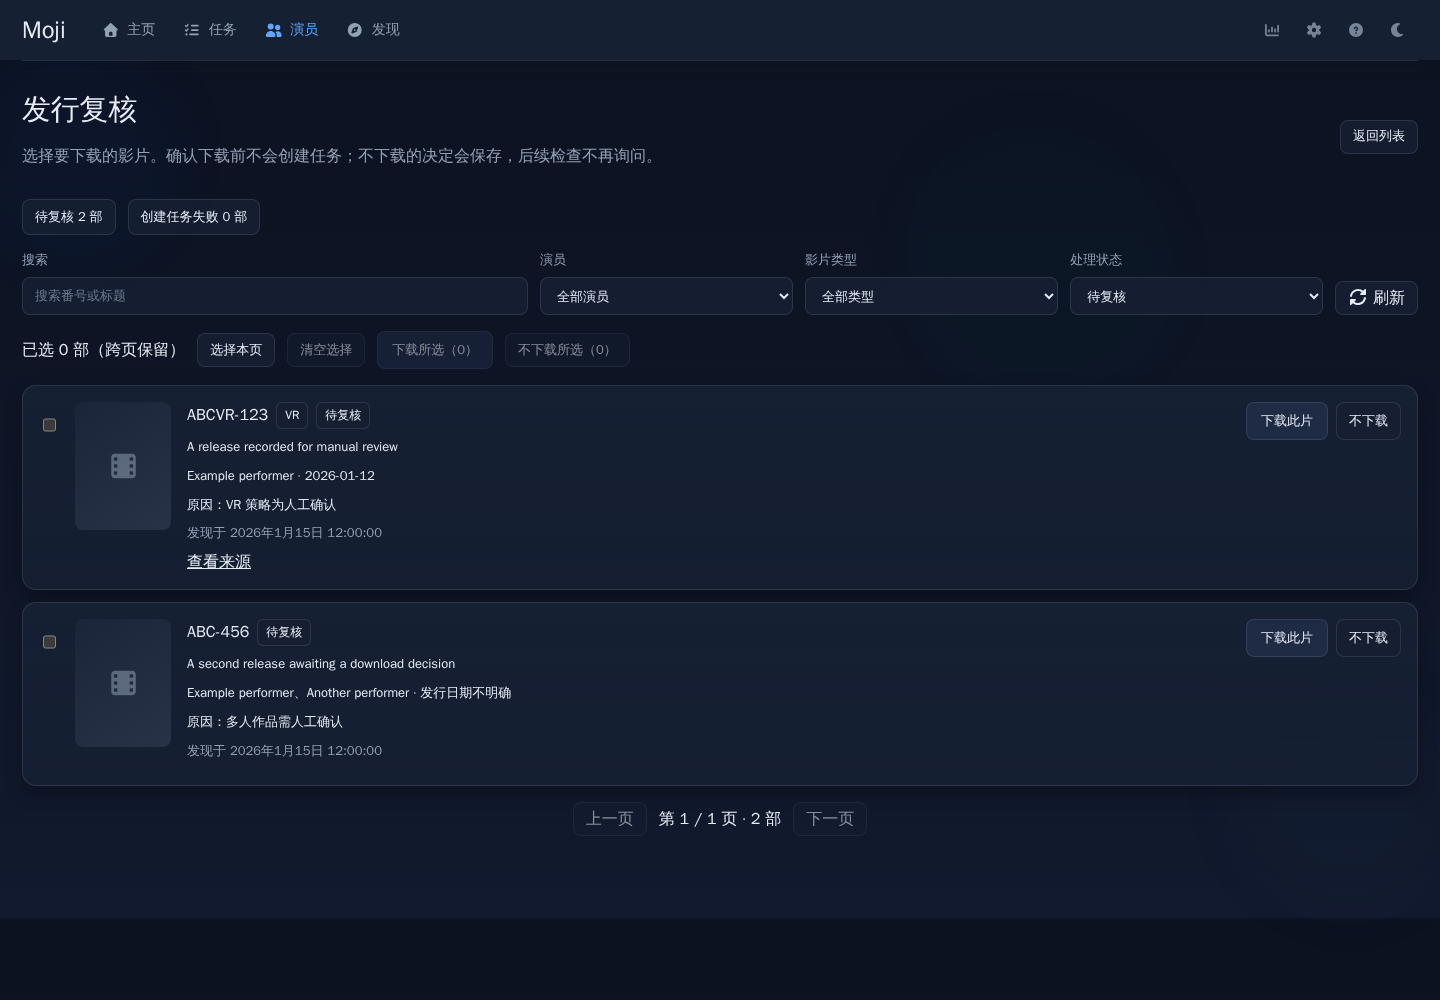 Moji 主页 任务 演员 发现
发行复核
选择要下载的影片。确认下载前不会创建任务；不下载的决定会保存，后续检查不再询问。
返回列表
待复核 2 部 创建任务失败 0 部
搜索 演员 影片类型 处理状态
搜索番号或标题 全部演员 全部类型 待复核 刷新
已选 0 部（跨页保留） 选择本页 清空选择 下载所选（0） 不下载所选（0）
ABCVR-123 VR 待复核 下载此片 不下载
A release recorded for manual review
Example performer · 2026-01-12
原因：VR 策略为人工确认
发现于 2026年1月15日 12:00:00
查看来源
ABC-456 待复核 下载此片 不下载
A second release awaiting a download decision
Example performer、Another performer · 发行日期不明确
原因：多人作品需人工确认
发现于 2026年1月15日 12:00:00
上一页 第 1 / 1 页 · 2 部 下一页